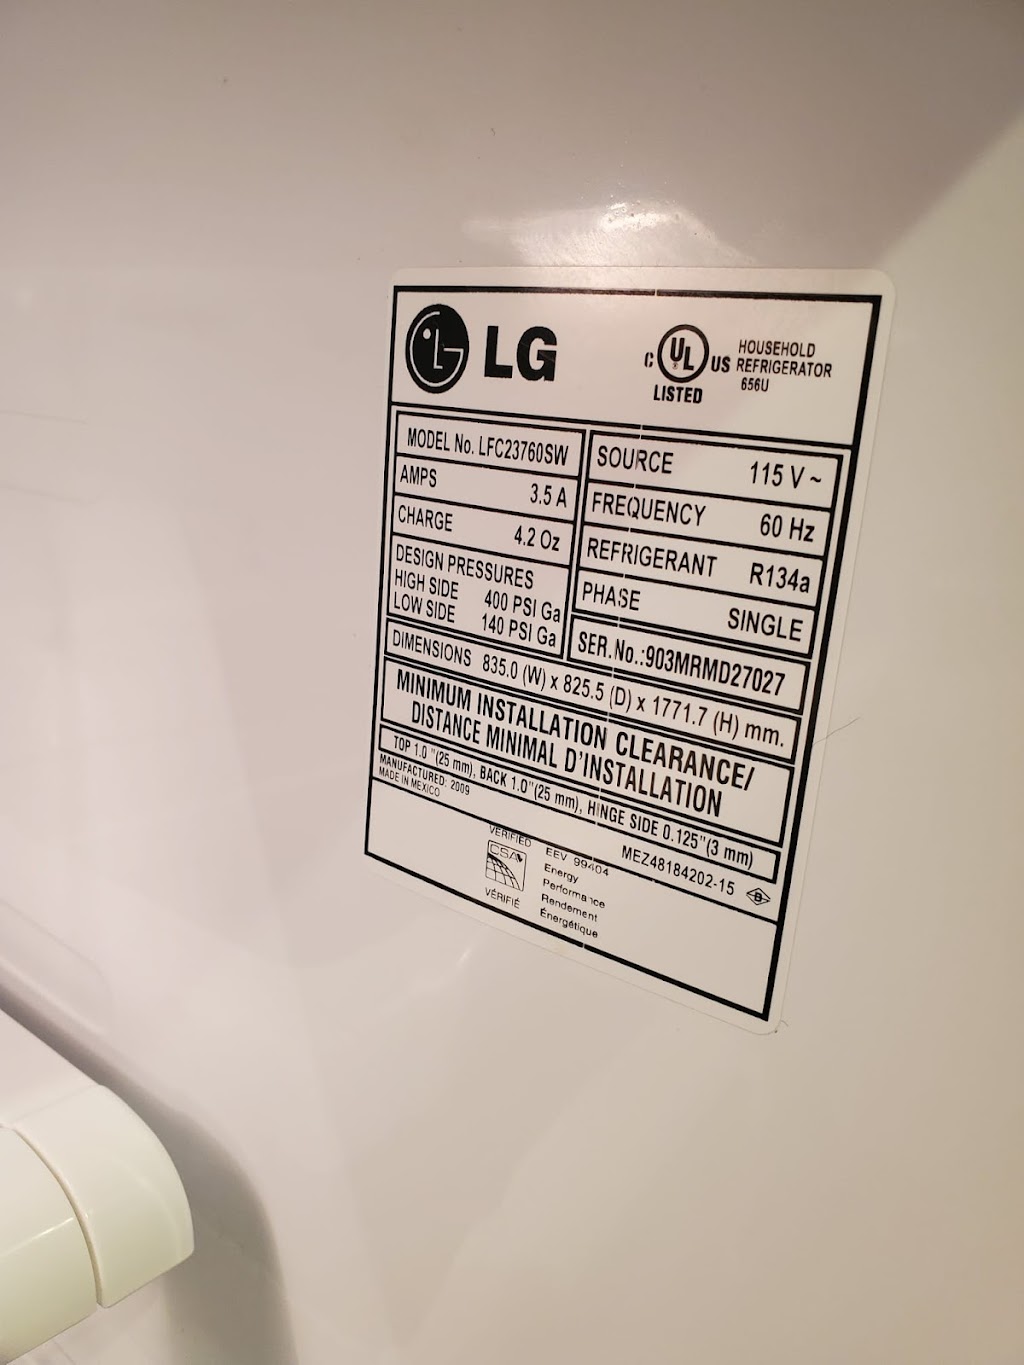 LG LG
C UL US LISTED
HOUSEHOLD
REFRIGERATOR
656U
MODEL No. LFC23760SW
AMPS 3.5 A
CHARGE 4.2 Oz
DESIGN PRESSURES
HIGH SIDE 400 PSI Ga
LOW SIDE 140 PSI Ga
SOURCE 115 V ~
FREQUENCY 60 Hz
REFRIGERANT R134a
PHASE SINGLE
SER.No.:903MRMD27027
DIMENSIONS 835.0 (W) x 825.5 (D) x 1771.7 (H) mm.
MINIMUM INSTALLATION CLEARANCE/
DISTANCE MINIMAL D'INSTALLATION
TOP 1.0 "(25 mm), BACK 1.0"(25 mm), HINGE SIDE 0.125"(3 mm)
MANUFACTURED: 2009
MADE IN MEXICO
MEZ48184202-15 B
VERIFIED
CSA
VÉRIFIÉ
EEV 99404
Energy
Performance
Rendement
Énergétique